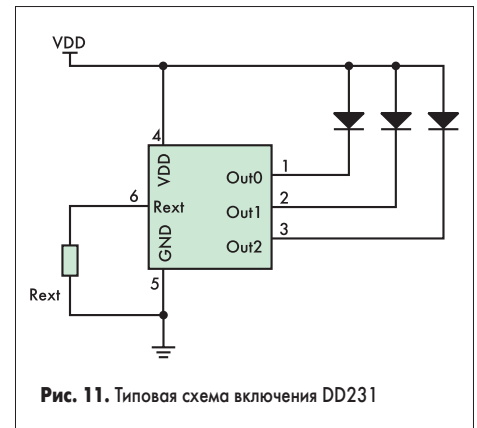 VDD
4
VDD
Out0
1
6
Rext
Out1
2
GND
Out2
3
5
Rext
Рис. 11. Типовая схема включения DD231